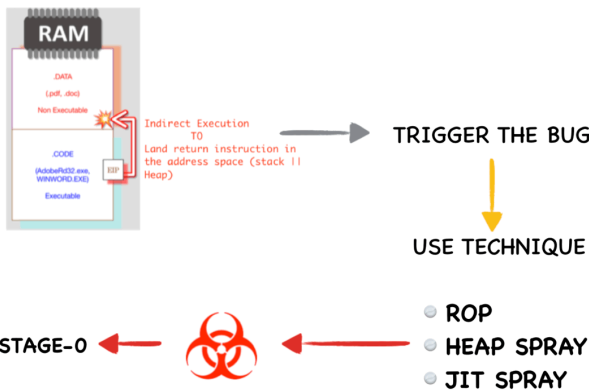 RAM
.DATA
(.pdf, .doc)
Non Executable
.CODE
(AdobeRd32.exe,
WINWORD.EXE)
Executable
EIP
Indirect Execution
TO
Land return instruction in
the address space (stack ||
Heap)
TRIGGER THE BUG
USE TECHNIQUE
ROP
HEAP SPRAY
JIT SPRAY
STAGE-0